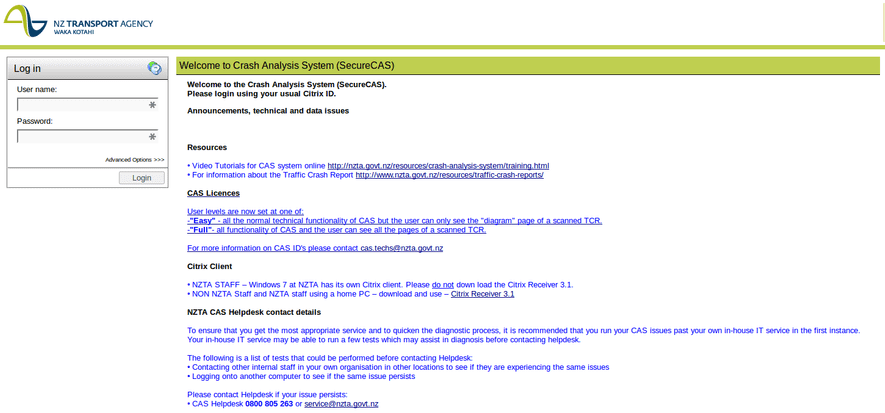 NZ TRANSPORT AGENCY
WAKA KOTAHI
Log in
User name:
*
Password:
*
Advanced Options >>>
Login
Welcome to Crash Analysis System (SecureCAS)
Welcome to the Crash Analysis System (SecureCAS).
Please login using your usual Citrix ID.
Announcements, technical and data issues
Resources
• Video Tutorials for CAS system online http://nzta.govt.nz/resources/crash-analysis-system/training.html
• For information about the Traffic Crash Report http://www.nzta.govt.nz/resources/traffic-crash-reports/
CAS Licences
User levels are now set at one of:
-"Easy" - all the normal technical functionality of CAS but the user can only see the "diagram" page of a scanned TCR.
-"Full"- all functionality of CAS and the user can see all the pages of a scanned TCR.
For more information on CAS ID's please contact cas.techs@nzta.govt.nz
Citrix Client
• NZTA STAFF – Windows 7 at NZTA has its own Citrix client. Please do not down load the Citrix Receiver 3.1.
• NON NZTA Staff and NZTA staff using a home PC – download and use – Citrix Receiver 3.1
NZTA CAS Helpdesk contact details
To ensure that you get the most appropriate service and to quicken the diagnostic process, it is recommended that you run your CAS issues past your own in-house IT service in the first instance.
Your in-house IT service may be able to run a few tests which may assist in diagnosis before contacting helpdesk.
The following is a list of tests that could be performed before contacting Helpdesk:
• Contacting other internal staff in your own organisation in other locations to see if they are experiencing the same issues
• Logging onto another computer to see if the same issue persists
Please contact Helpdesk if your issue persists:
• CAS Helpdesk 0800 805 263 or service@nzta.govt.nz